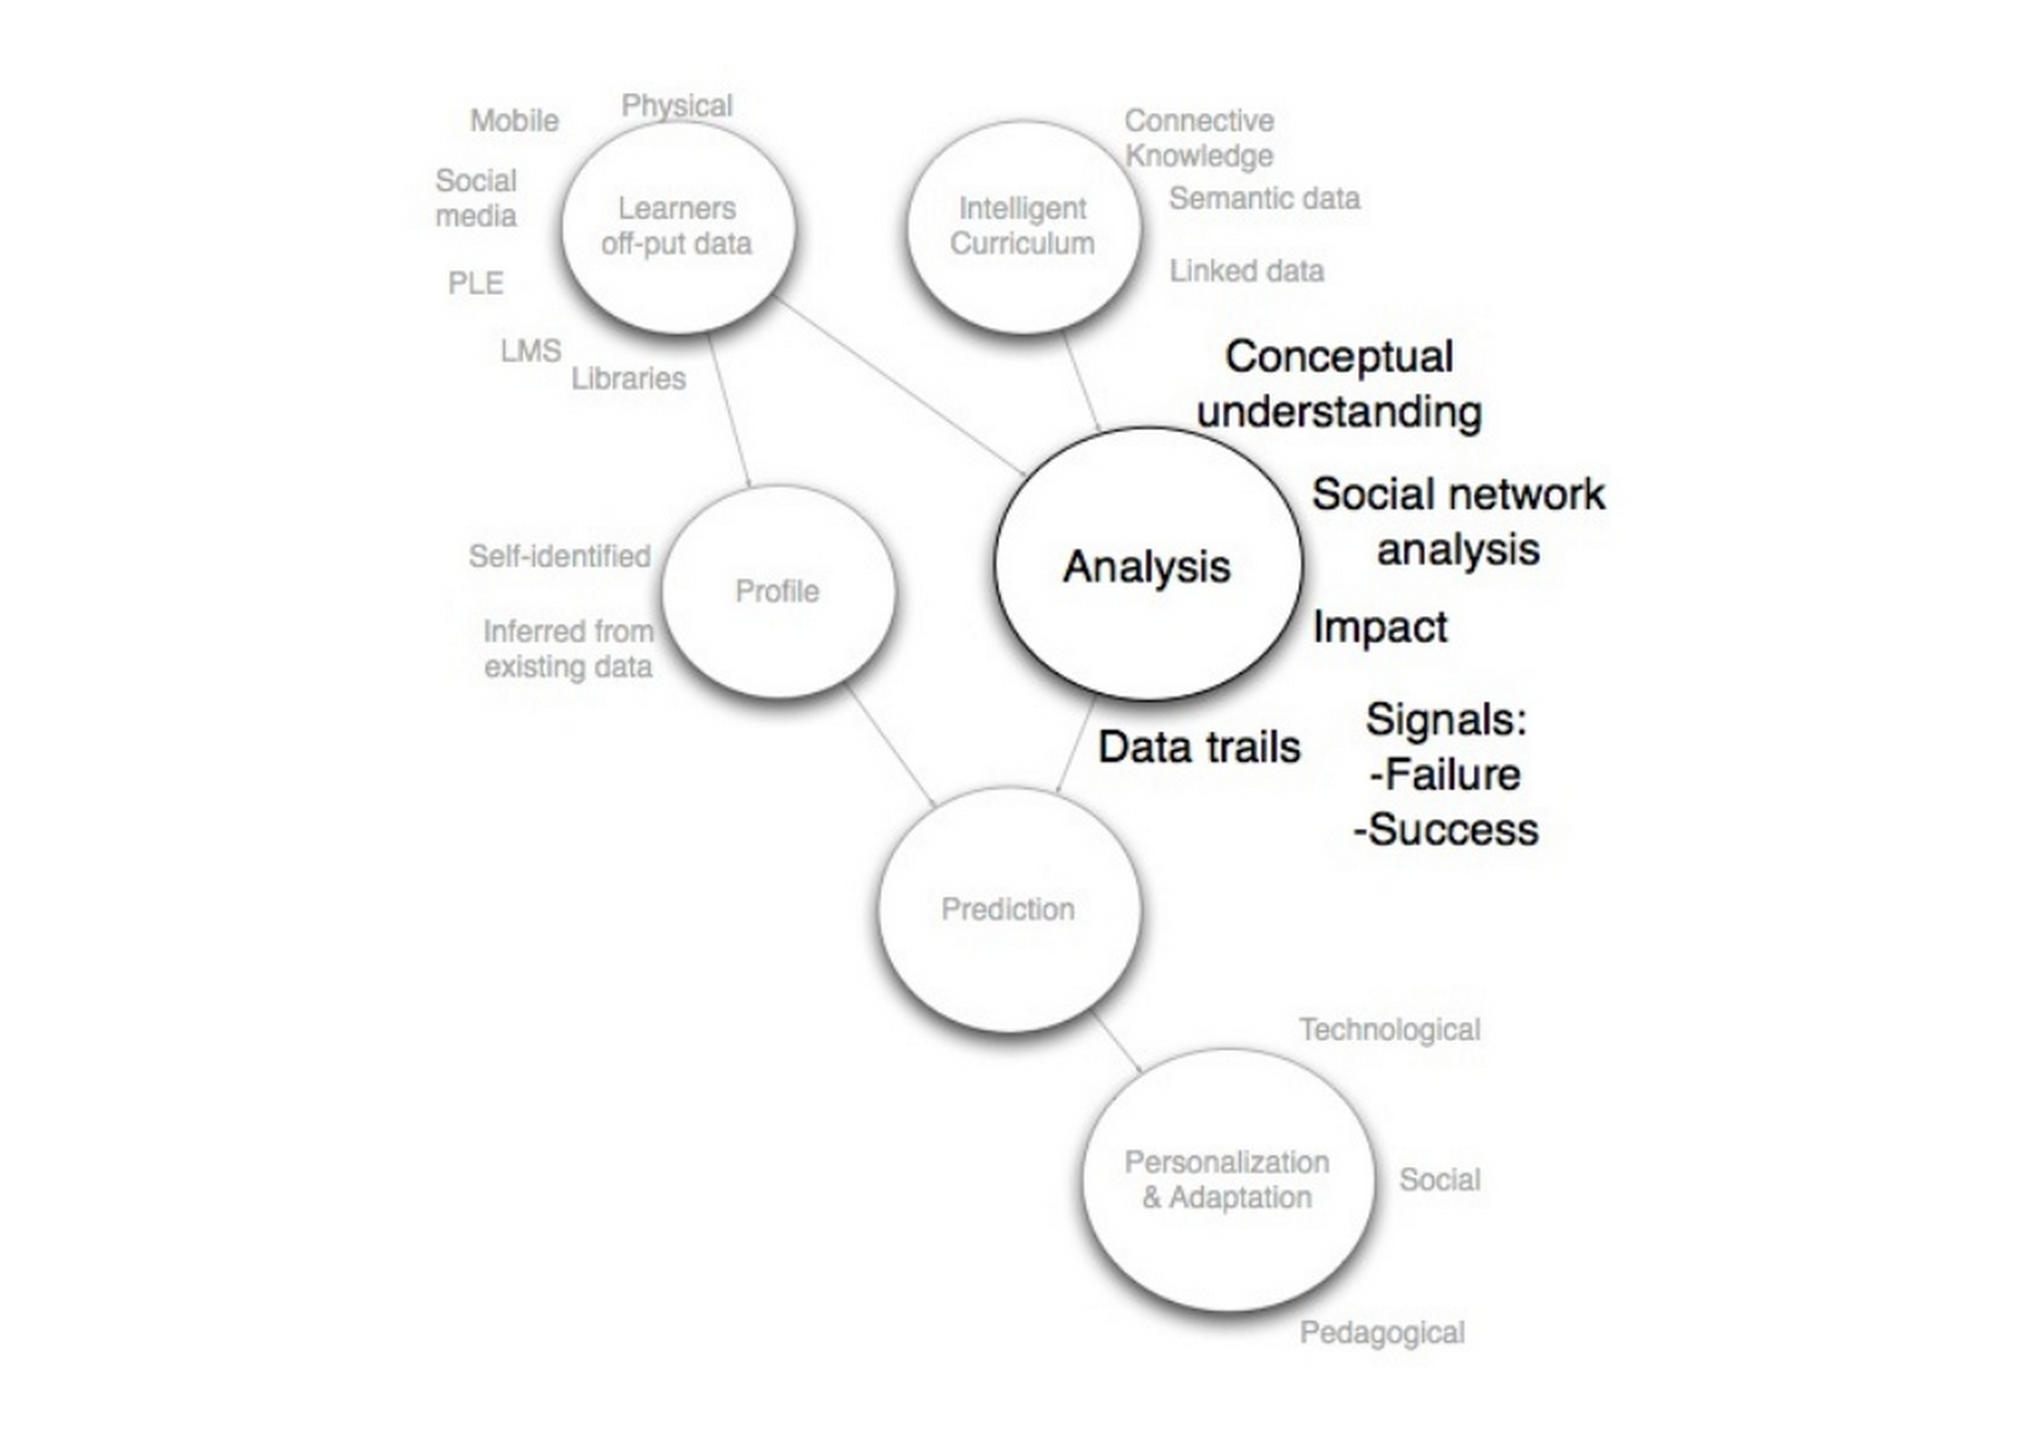 Physical
Mobile
Social
media
PLE
LMS
Libraries
Learners
off-put data
Intelligent
Curriculum
Connective
Knowledge
Semantic data
Linked data
Conceptual
understanding
Social network
analysis
Impact
Analysis
Self-identified
Inferred from
existing data
Profile
Data trails
Signals:
-Failure
-Success
Prediction
Technological
Personalization
& Adaptation
Social
Pedagogical